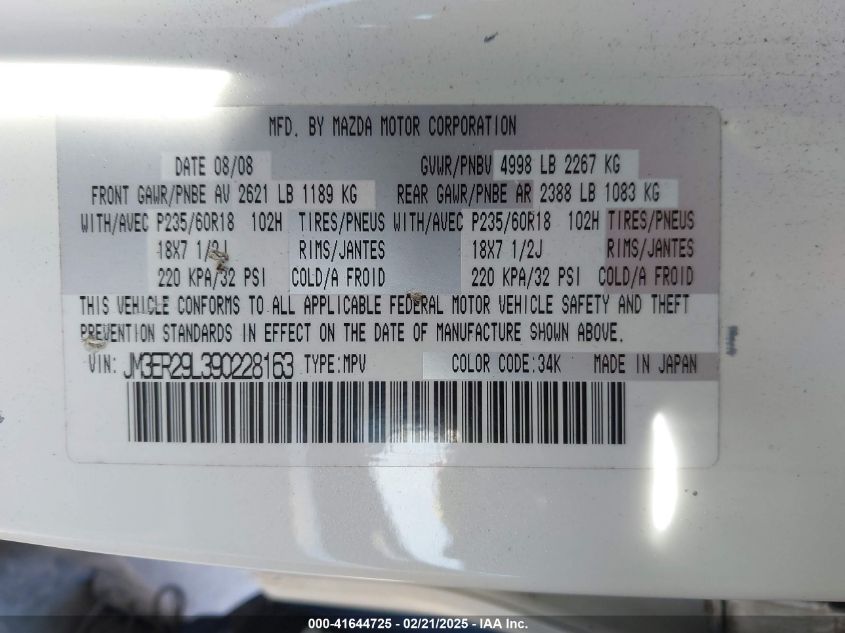 MFD. BY MAZDA MOTOR CORPORATION
DATE 08/08 GVWR/PNBV 4998 LB 2267 KG
FRONT GAWR/PNBE AV 2621 LB 1189 KG REAR GAWR/PNBE AR 2388 LB 1083 KG
WITH/AVEC P235/60R18 102H TIRES/PNEUS WITH/AVEC P235/60R18 102H TIRES/PNEUS
18X7 1/2J RIMS/JANTES 18X7 1/2J RIMS/JANTES
220 KPA/32 PSI COLD/A FROID 220 KPA/32 PSI COLD/A FROID
THIS VEHICLE CONFORMS TO ALL APPLICABLE FEDERAL MOTOR VEHICLE SAFETY AND THEFT
PREVENTION STANDARDS IN EFFECT ON THE DATE OF MANUFACTURE SHOWN ABOVE.
VIN: JM3ER29L390228163 TYPE:MPV COLOR CODE:34K MADE IN JAPAN
000-41644725 / 02/21/2025 / IAA Inc.